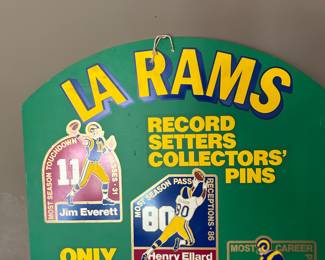 LA RAMS
RECORD
SETTERS
COLLECTORS'
PINS
MOST SEASON TOUCHDOWN
11
31
Jim Everett
MOST SEASON PASS
RECEPTIONS · 86
80
Henry Ellard
ONLY
MOST CAREER